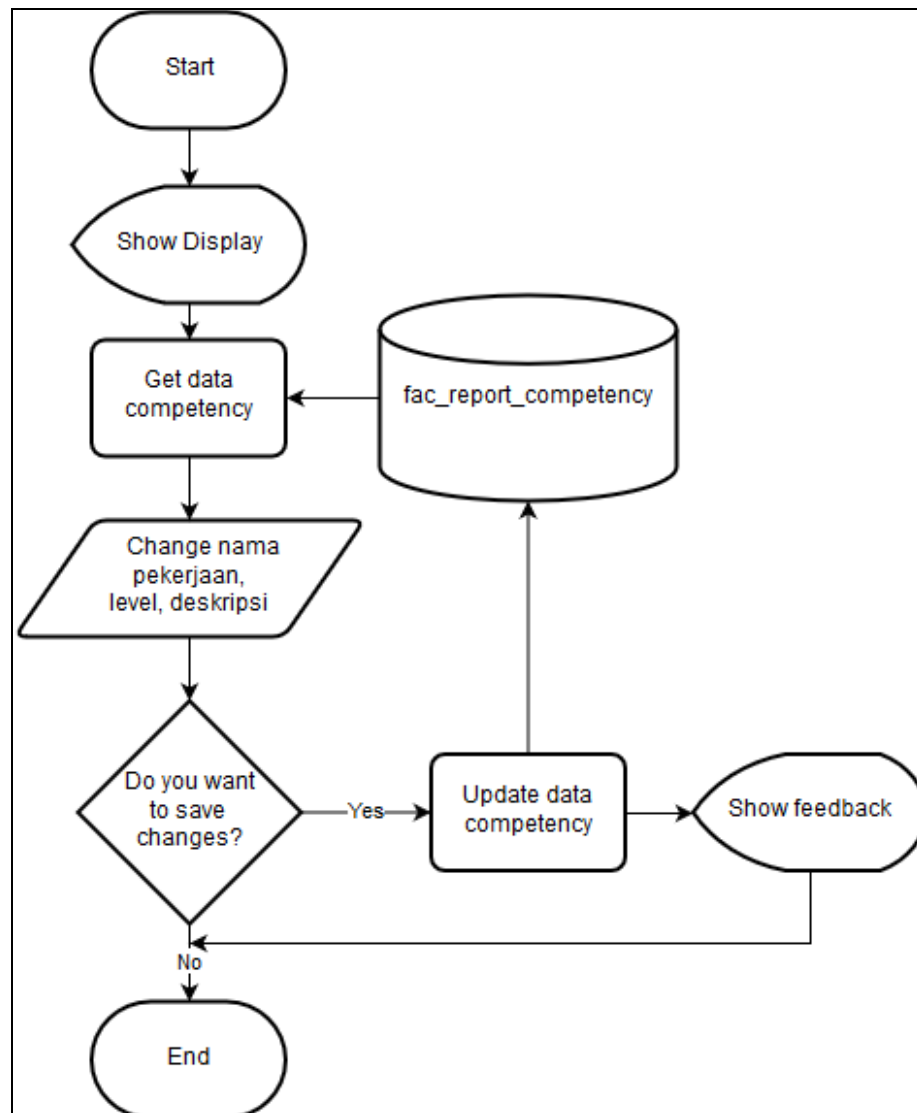 Start
Show Display
Get data
competency
fac_report_competency
Change nama
pekerjaan,
level, deskripsi
Do you want
to save
changes?
Yes
Update data
competency
Show feedback
No
End